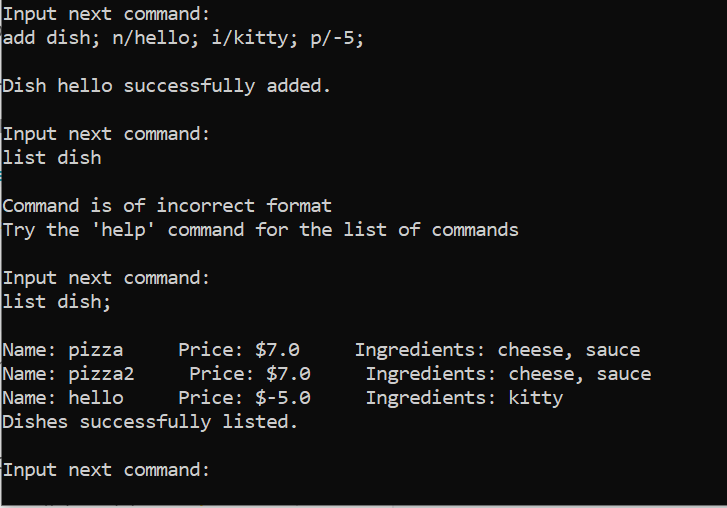 Input next command:
add dish; n/hello; i/kitty; p/-5;
Dish hello successfully added.
Input next command:
list dish
Command is of incorrect format
Try the 'help' command for the list of commands
Input next command:
list dish;
Name: pizza     Price: $7.0     Ingredients: cheese, sauce
Name: pizza2     Price: $7.0     Ingredients: cheese, sauce
Name: hello     Price: $-5.0     Ingredients: kitty
Dishes successfully listed.
Input next command: